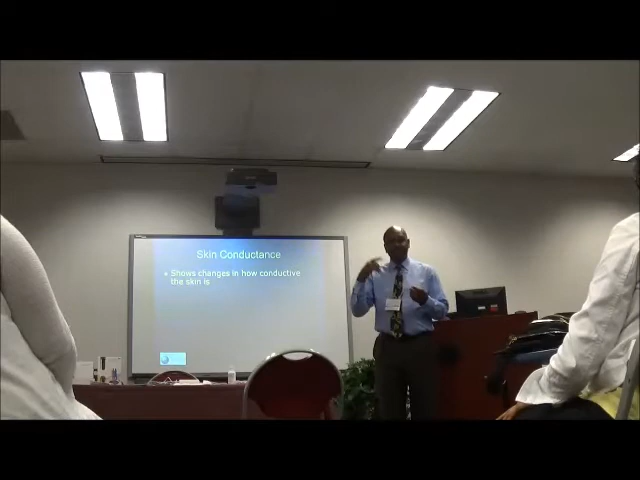 Skin Conductance
Shows changes in how conductive
the skin is